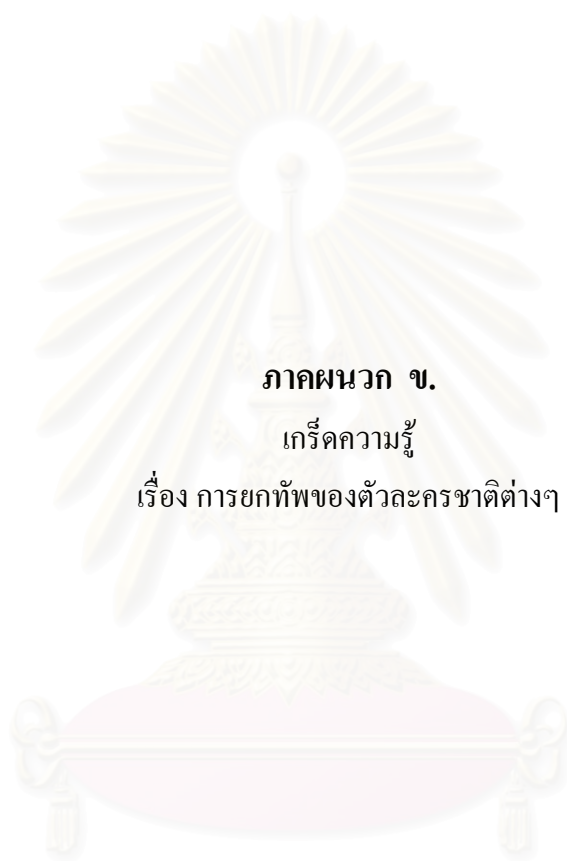 ภาคผนวก ข.
เกร็ดความรู้
เรื่อง การยกทัพของตัวละครชาติต่างๆ